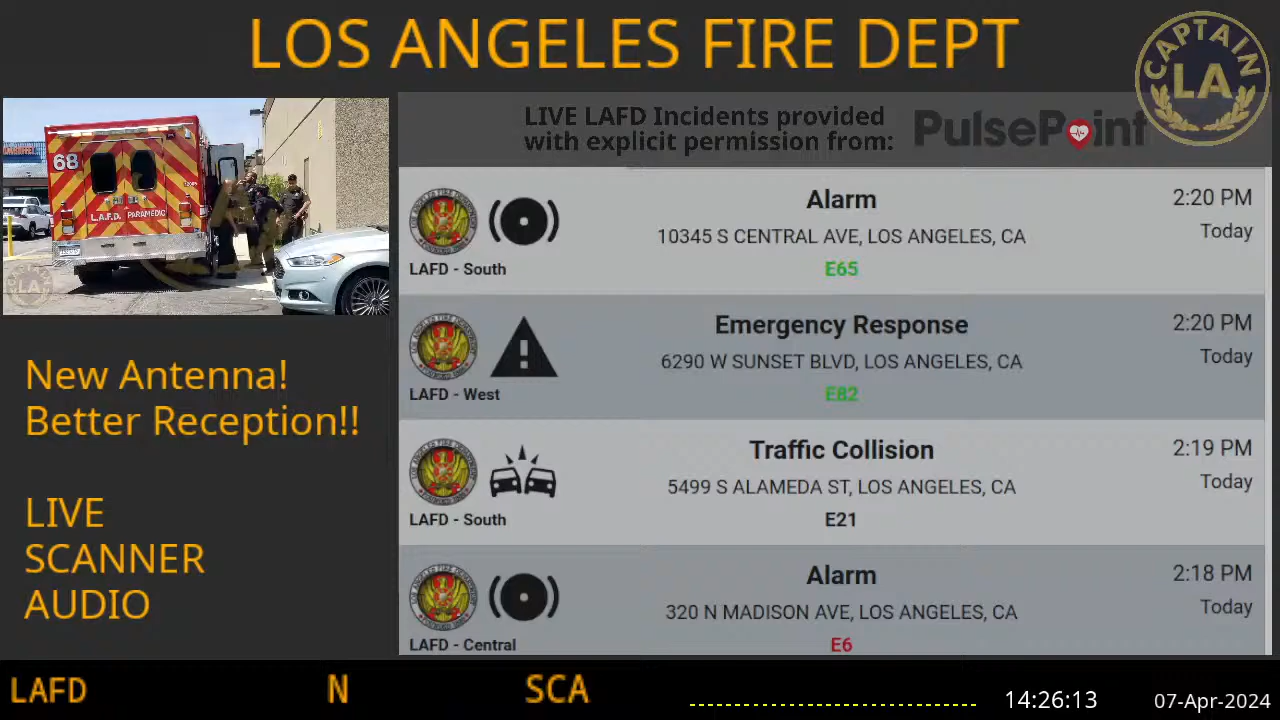 LOS ANGELES FIRE DEPT
CAPTAIN
LA
LIVE LAFD Incidents provided
with explicit permission from:
PulsePoint
68
L.A.F.D. PARAMEDIC
LA
Alarm
2:20 PM
10345 S CENTRAL AVE, LOS ANGELES, CA
Today
LAFD - South
E65
Emergency Response
2:20 PM
6290 W SUNSET BLVD, LOS ANGELES, CA
Today
LAFD - West
E82
Traffic Collision
2:19 PM
5499 S ALAMEDA ST, LOS ANGELES, CA
Today
LAFD - South
E21
Alarm
2:18 PM
320 N MADISON AVE, LOS ANGELES, CA
Today
LAFD - Central
E6
New Antenna!
Better Reception!!
LIVE
SCANNER
AUDIO
LAFD N SCA
14:26:13
07-Apr-2024